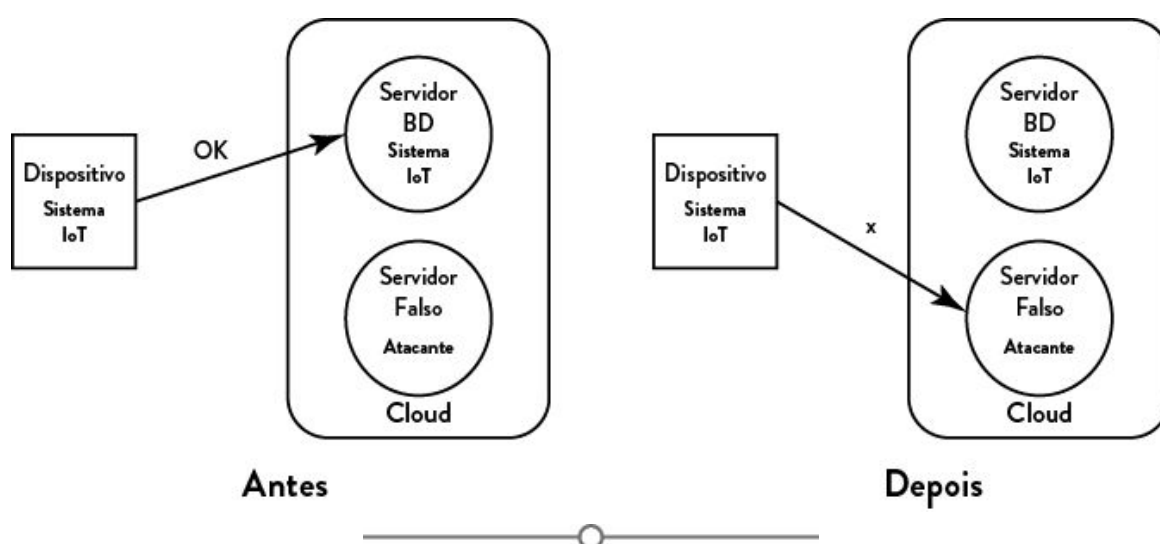 Servidor
BD
Sistema
IoT
OK
Dispositivo
Sistema
IoT
Servidor
Falso
Atacante
Cloud
Antes
Servidor
BD
Sistema
IoT
Dispositivo
Sistema
IoT
x
Servidor
Falso
Atacante
Cloud
Depois